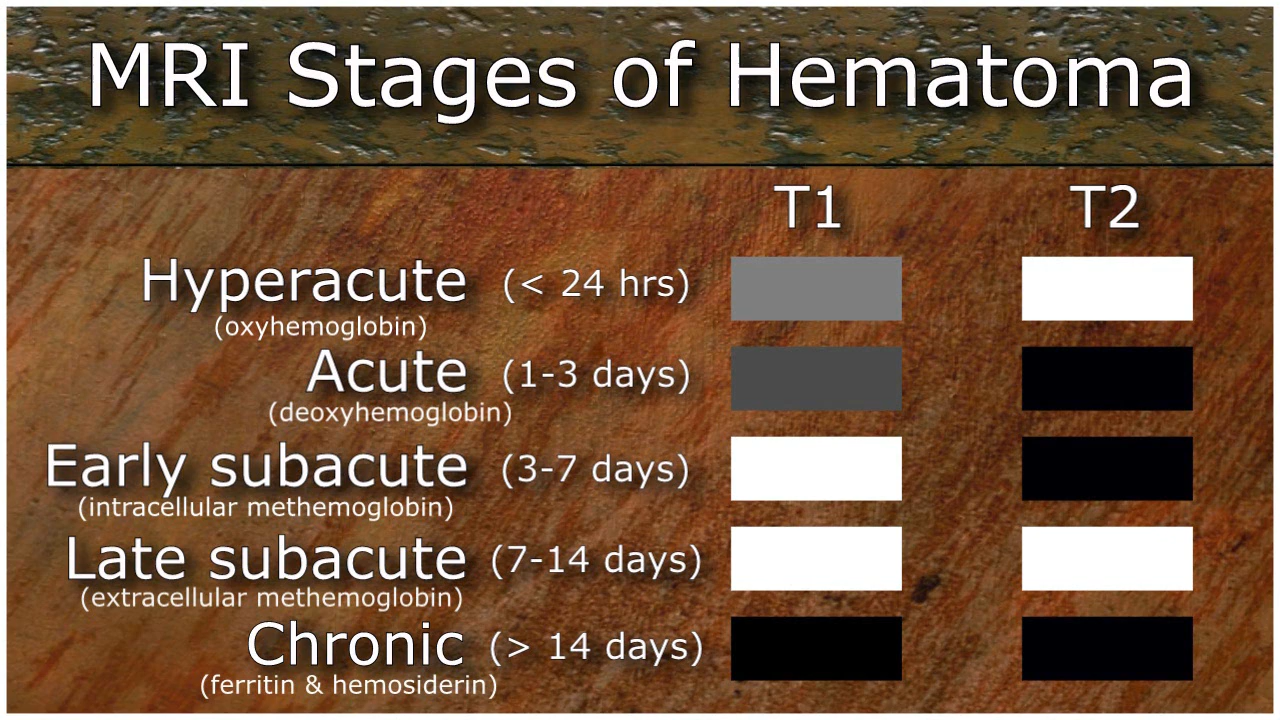 MRI Stages of Hematoma
T1 T2
Hyperacute (< 24 hrs)
(oxyhemoglobin)
Acute (1-3 days)
(deoxyhemoglobin)
Early subacute (3-7 days)
(intracellular methemoglobin)
Late subacute (7-14 days)
(extracellular methemoglobin)
Chronic (> 14 days)
(ferritin & hemosiderin)